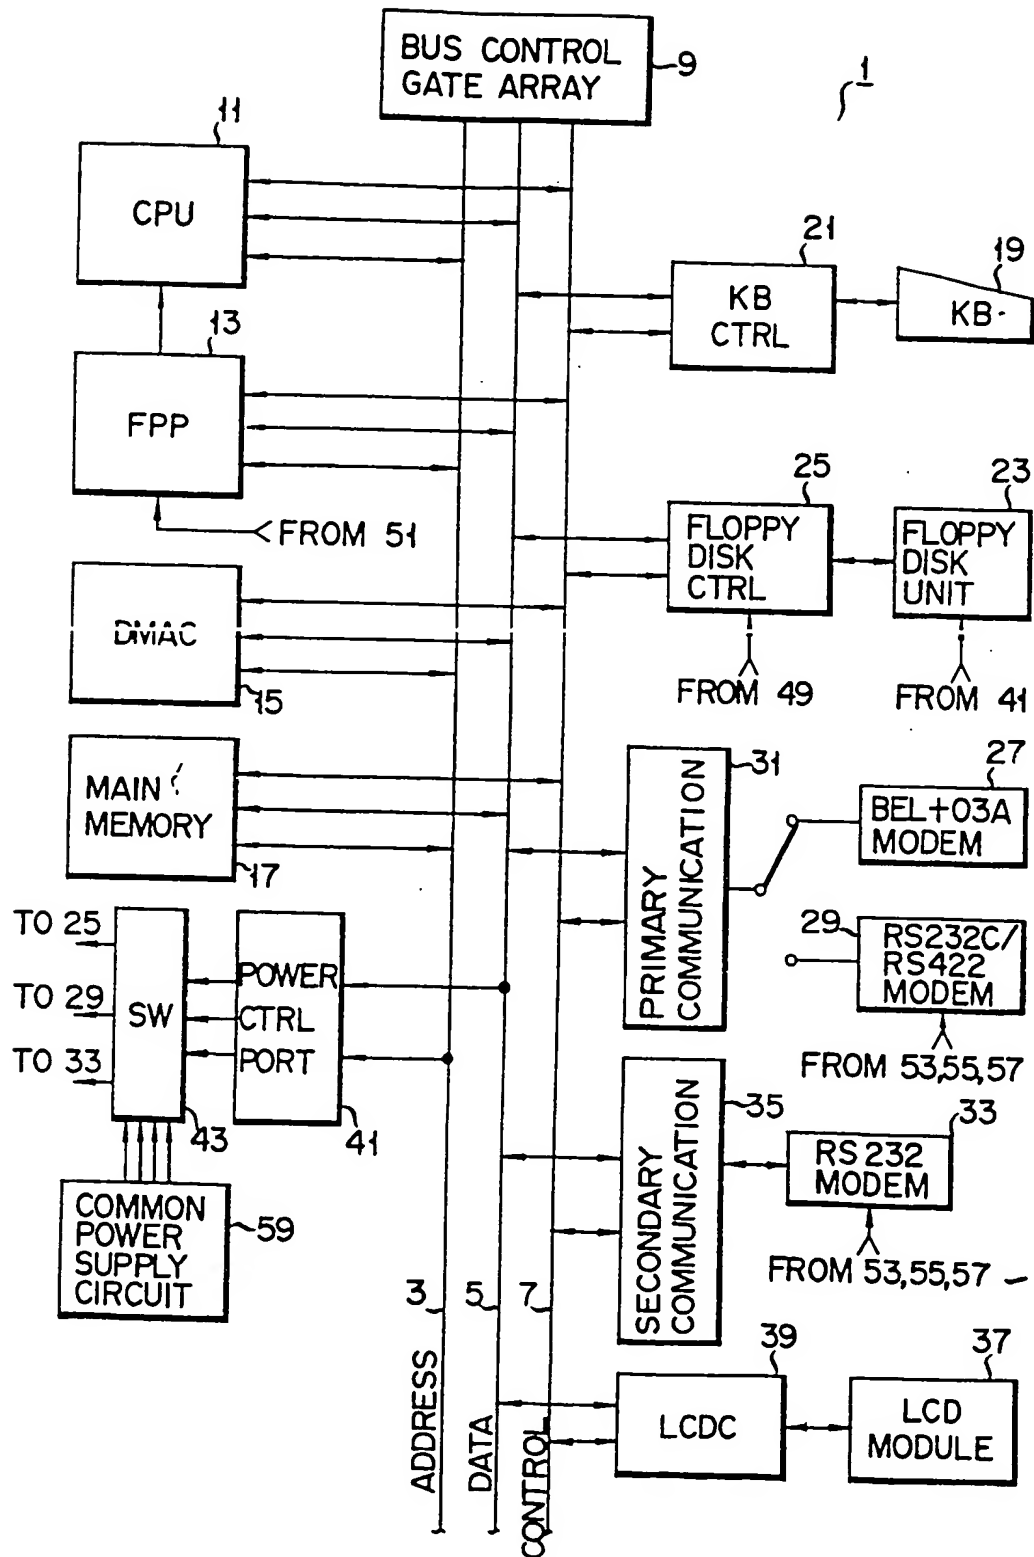 BUS CONTROL
GATE ARRAY
9
1
11
CPU
21
KB
CTRL
19
KB
13
FPP
FROM 51
25
FLOPPY
DISK
CTRL
23
FLOPPY
DISK
UNIT
FROM 49
FROM 41
DMAC
15
MAIN
MEMORY
17
31
PRIMARY
COMMUNICATION
27
BEL+03A
MODEM
29
RS232C/
RS422
MODEM
FROM 53,55,57
TO 25
TO 29
TO 33
SW
43
POWER
CTRL
PORT
41
COMMON
POWER
SUPPLY
CIRCUIT
59
35
SECONDARY
COMMUNICATION
33
RS232
MODEM
FROM 53,55,57
3
5
7
ADDRESS
DATA
CONTROL
39
LCDC
37
LCD
MODULE